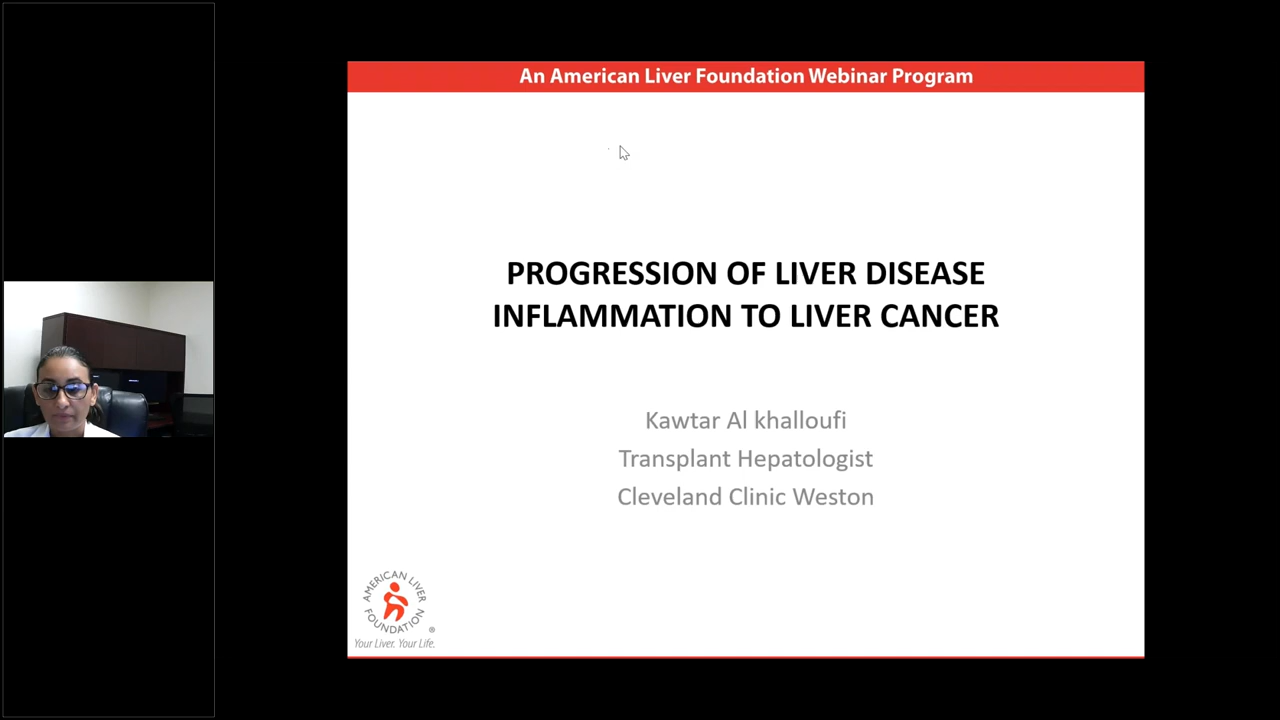 An American Liver Foundation Webinar Program
PROGRESSION OF LIVER DISEASE
INFLAMMATION TO LIVER CANCER
Kawtar Al khalloufi
Transplant Hepatologist
Cleveland Clinic Weston
AMERICAN LIVER
FOUNDATION
®
Your Liver. Your Life.